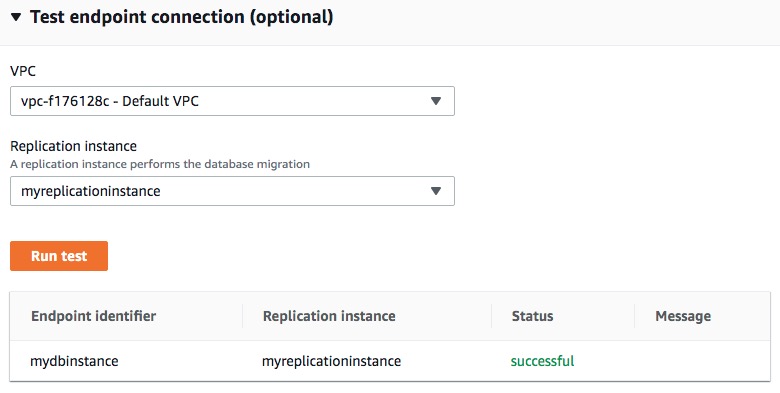 Test endpoint connection (optional)
VPC
vpc-f176128c - Default VPC
Replication instance
A replication instance performs the database migration
myreplicationinstance
Run test
Endpoint identifier Replication instance Status Message
mydbinstance myreplicationinstance successful